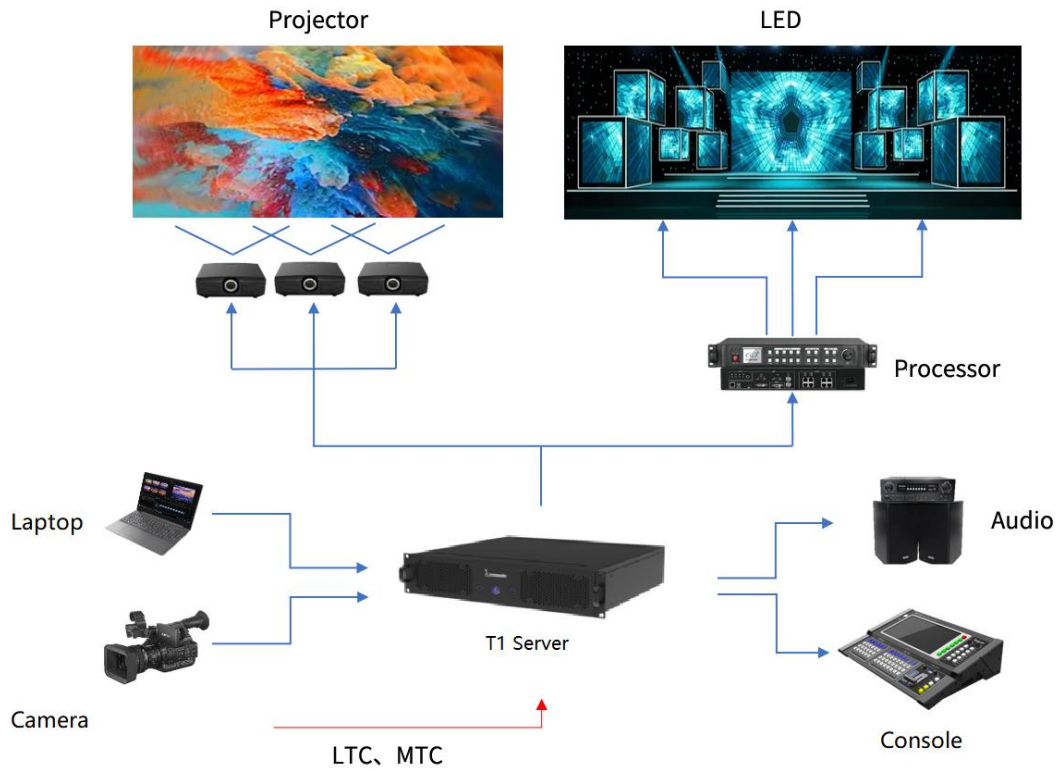 Projector
LED
Processor
Laptop
Audio
T1 Server
Camera
LTC、MTC
Console